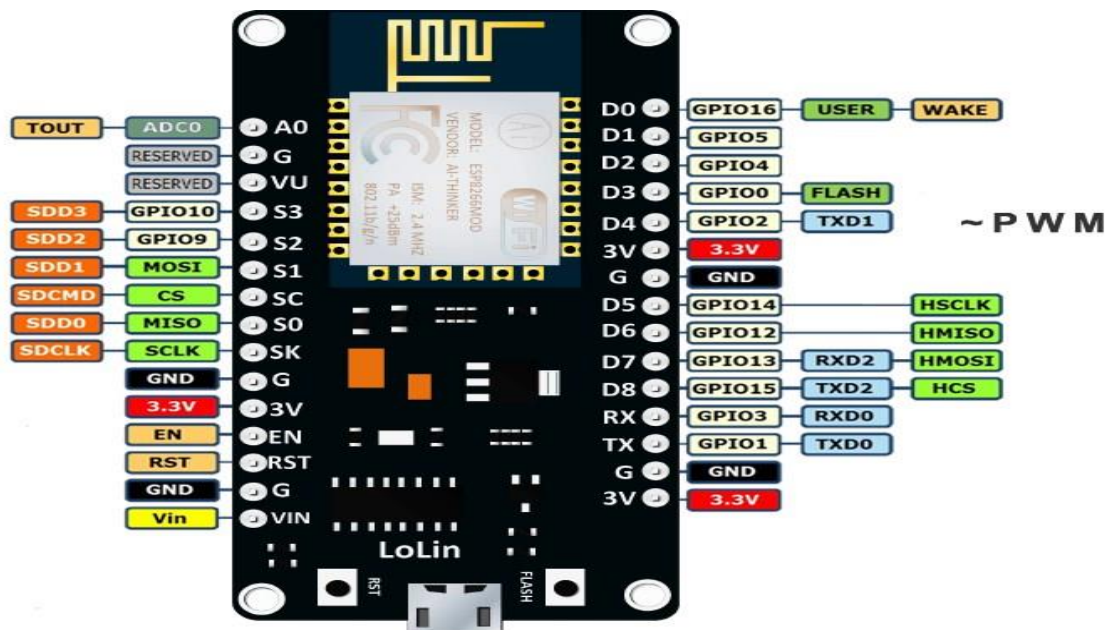 TOUT ADC0 A0
RESERVED G
RESERVED VU
SDD3 GPIO10 S3
SDD2 GPIO9 S2
SDD1 MOSI S1
SDCMD CS SC
SDD0 MISO S0
SDCLK SCLK SK
GND G
3.3V 3V
EN EN
RST RST
GND G
Vin VIN
MODEL: ESP8266MOD
VENDOR: AI-THINKER
ISM: 2.4 MHZ
PA +25dBm
802.11b/g/n
Wi Fi
FC
D0 GPIO16 USER WAKE
D1 GPIO5
D2 GPIO4
D3 GPIO0 FLASH
D4 GPIO2 TXD1
3V 3.3V
G GND
D5 GPIO14 HSCLK
D6 GPIO12 HMISO
D7 GPIO13 RXD2 HMOSI
D8 GPIO15 TXD2 HCS
RX GPIO3 RXD0
TX GPIO1 TXD0
G GND
3V 3.3V
~PWM
LoLin
RST
FLASH